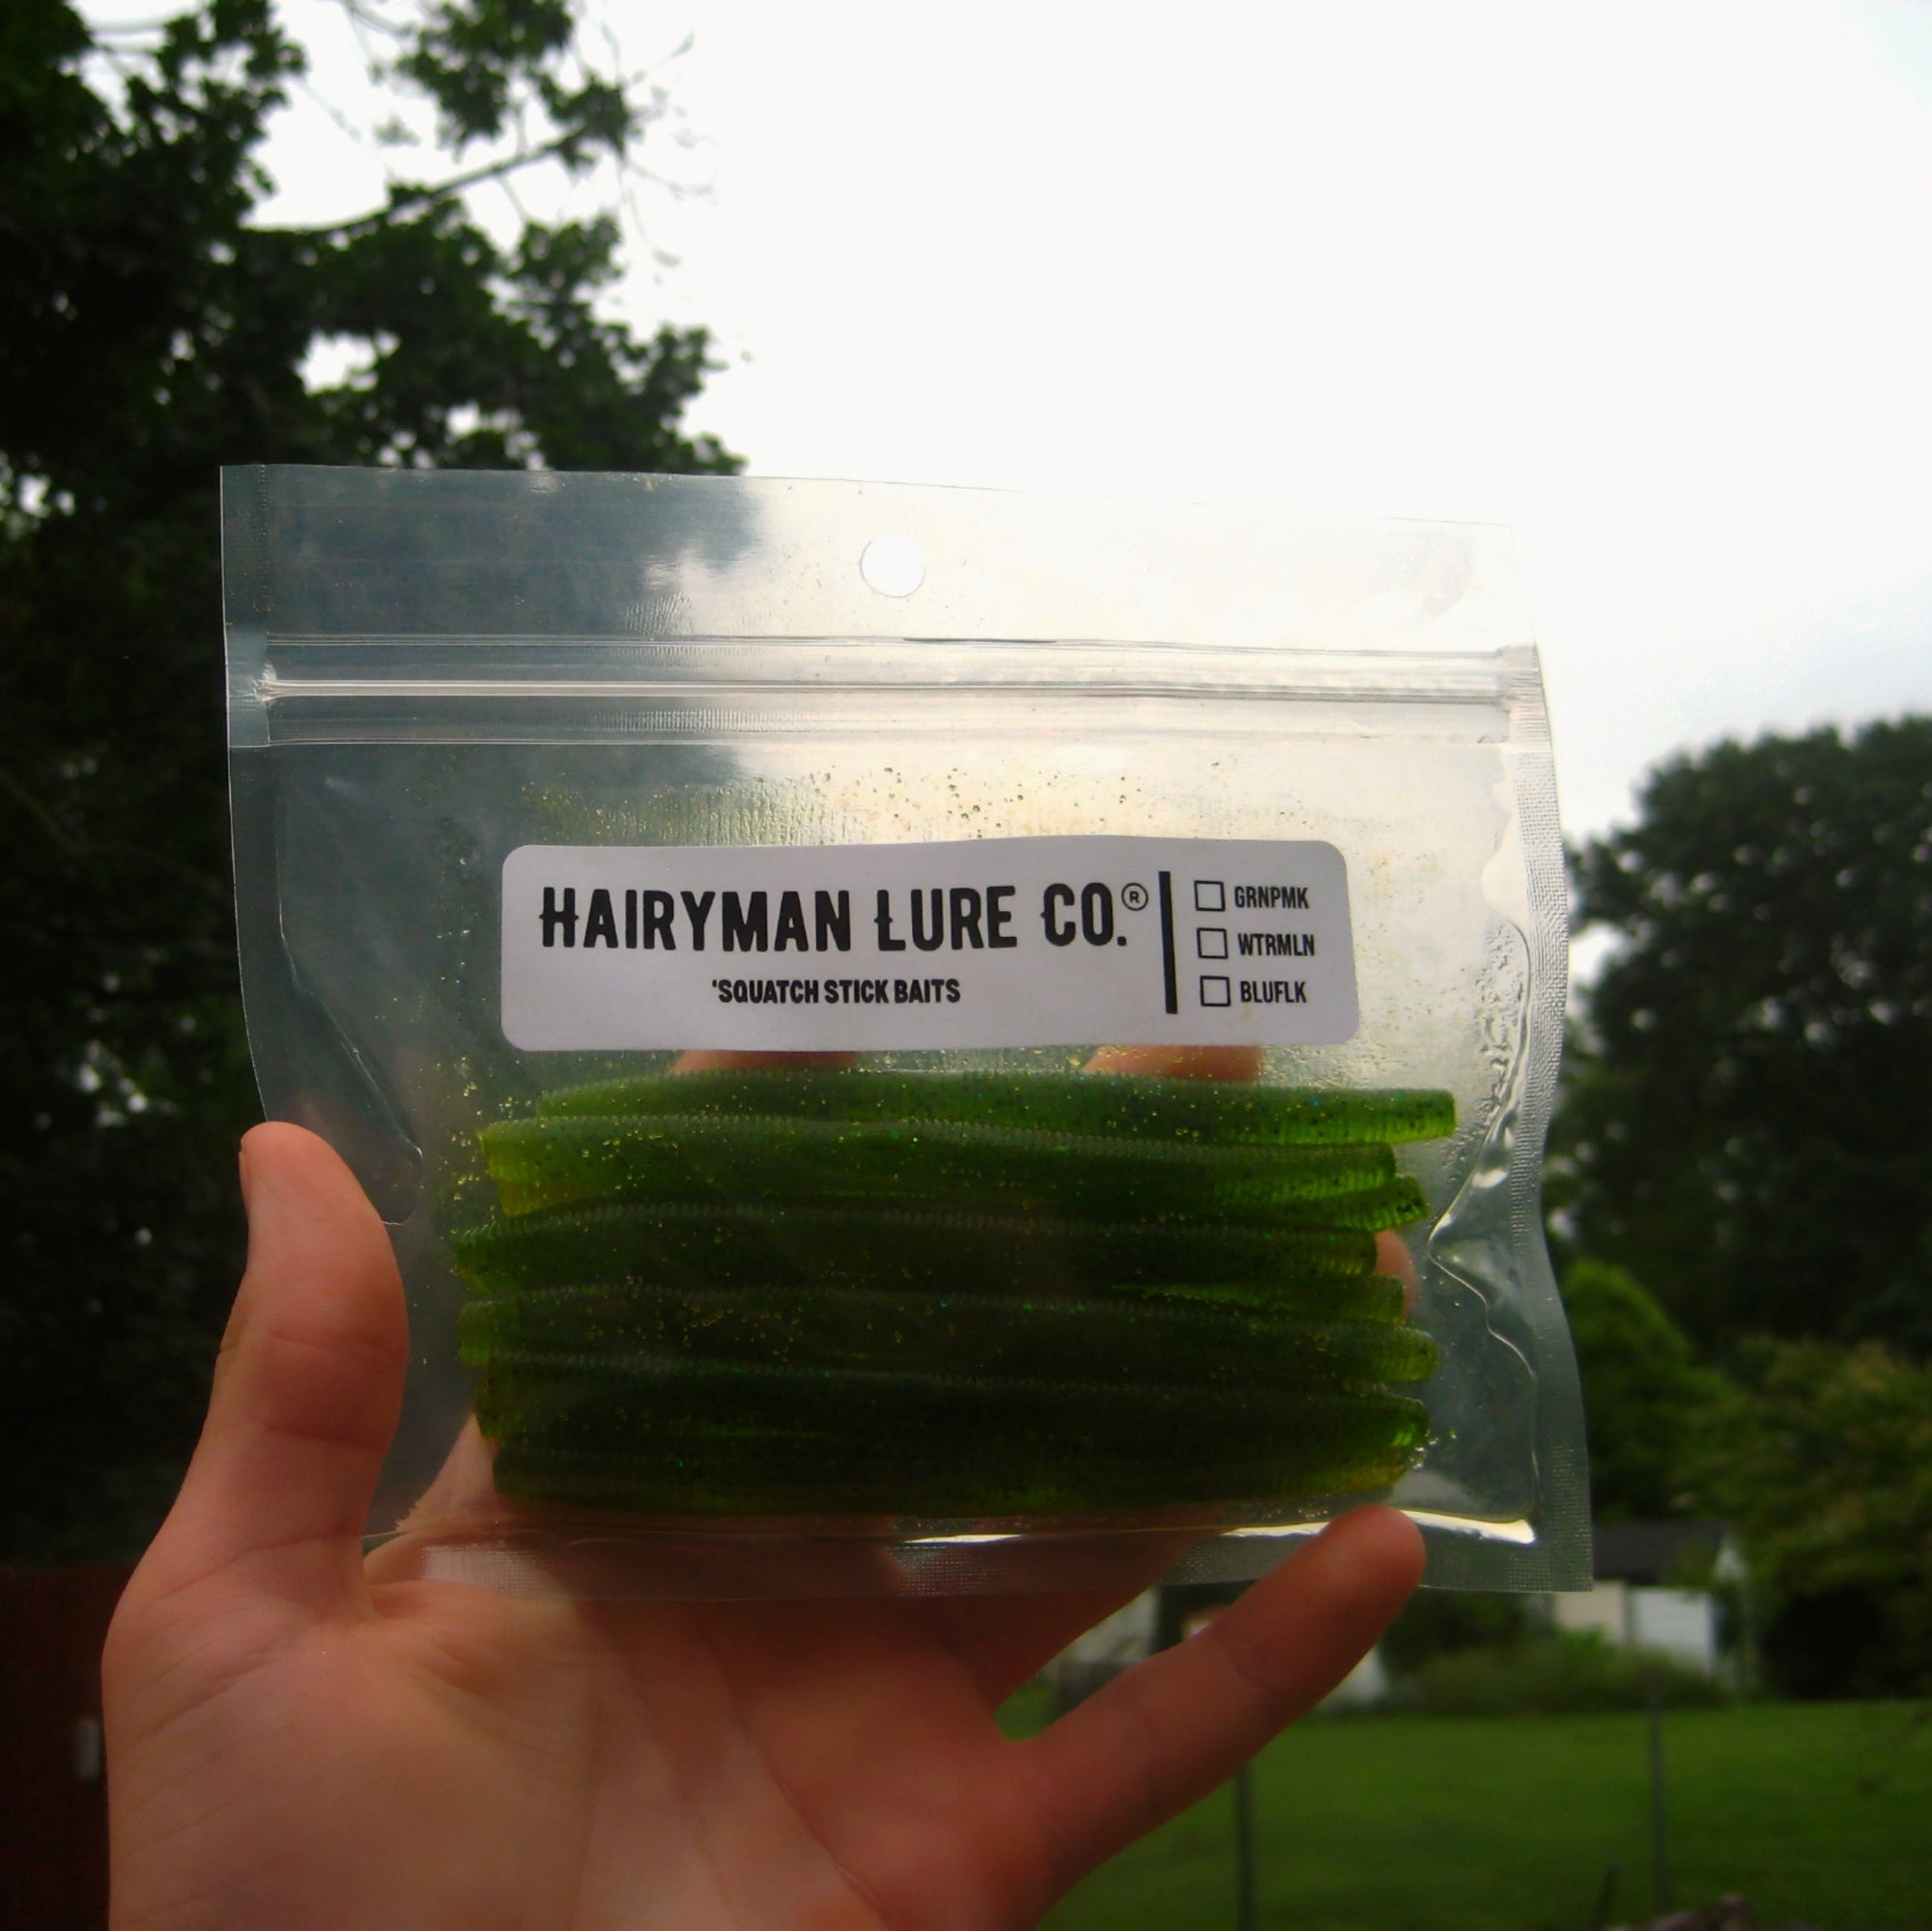 HAIRYMAN LURE CO.®
'SQUATCH STICK BAITS
GRNPMK
WTRMLN
BLUFLK